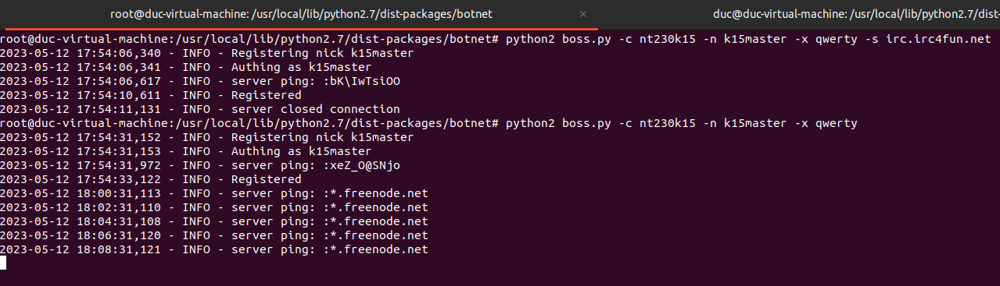 root@duc-virtual-machine: /usr/local/lib/python2.7/dist-packages/botnet × duc@duc-virtual-machine: /usr/local/lib/python2.7/dist-
root@duc-virtual-machine:/usr/local/lib/python2.7/dist-packages/botnet# python2 boss.py -c nt230k15 -n k15master -x qwerty -s irc.irc4fun.net
2023-05-12 17:54:06,340 - INFO - Registering nick k15master
2023-05-12 17:54:06,341 - INFO - Authing as k15master
2023-05-12 17:54:06,617 - INFO - server ping: :bK\IwTsiOO
2023-05-12 17:54:10,611 - INFO - Registered
2023-05-12 17:54:11,131 - INFO - server closed connection
root@duc-virtual-machine:/usr/local/lib/python2.7/dist-packages/botnet# python2 boss.py -c nt230k15 -n k15master -x qwerty
2023-05-12 17:54:31,152 - INFO - Registering nick k15master
2023-05-12 17:54:31,153 - INFO - Authing as k15master
2023-05-12 17:54:31,972 - INFO - server ping: :xeZ_O@SNjo
2023-05-12 17:54:33,122 - INFO - Registered
2023-05-12 18:00:31,113 - INFO - server ping: :*.freenode.net
2023-05-12 18:02:31,110 - INFO - server ping: :*.freenode.net
2023-05-12 18:04:31,108 - INFO - server ping: :*.freenode.net
2023-05-12 18:06:31,120 - INFO - server ping: :*.freenode.net
2023-05-12 18:08:31,121 - INFO - server ping: :*.freenode.net